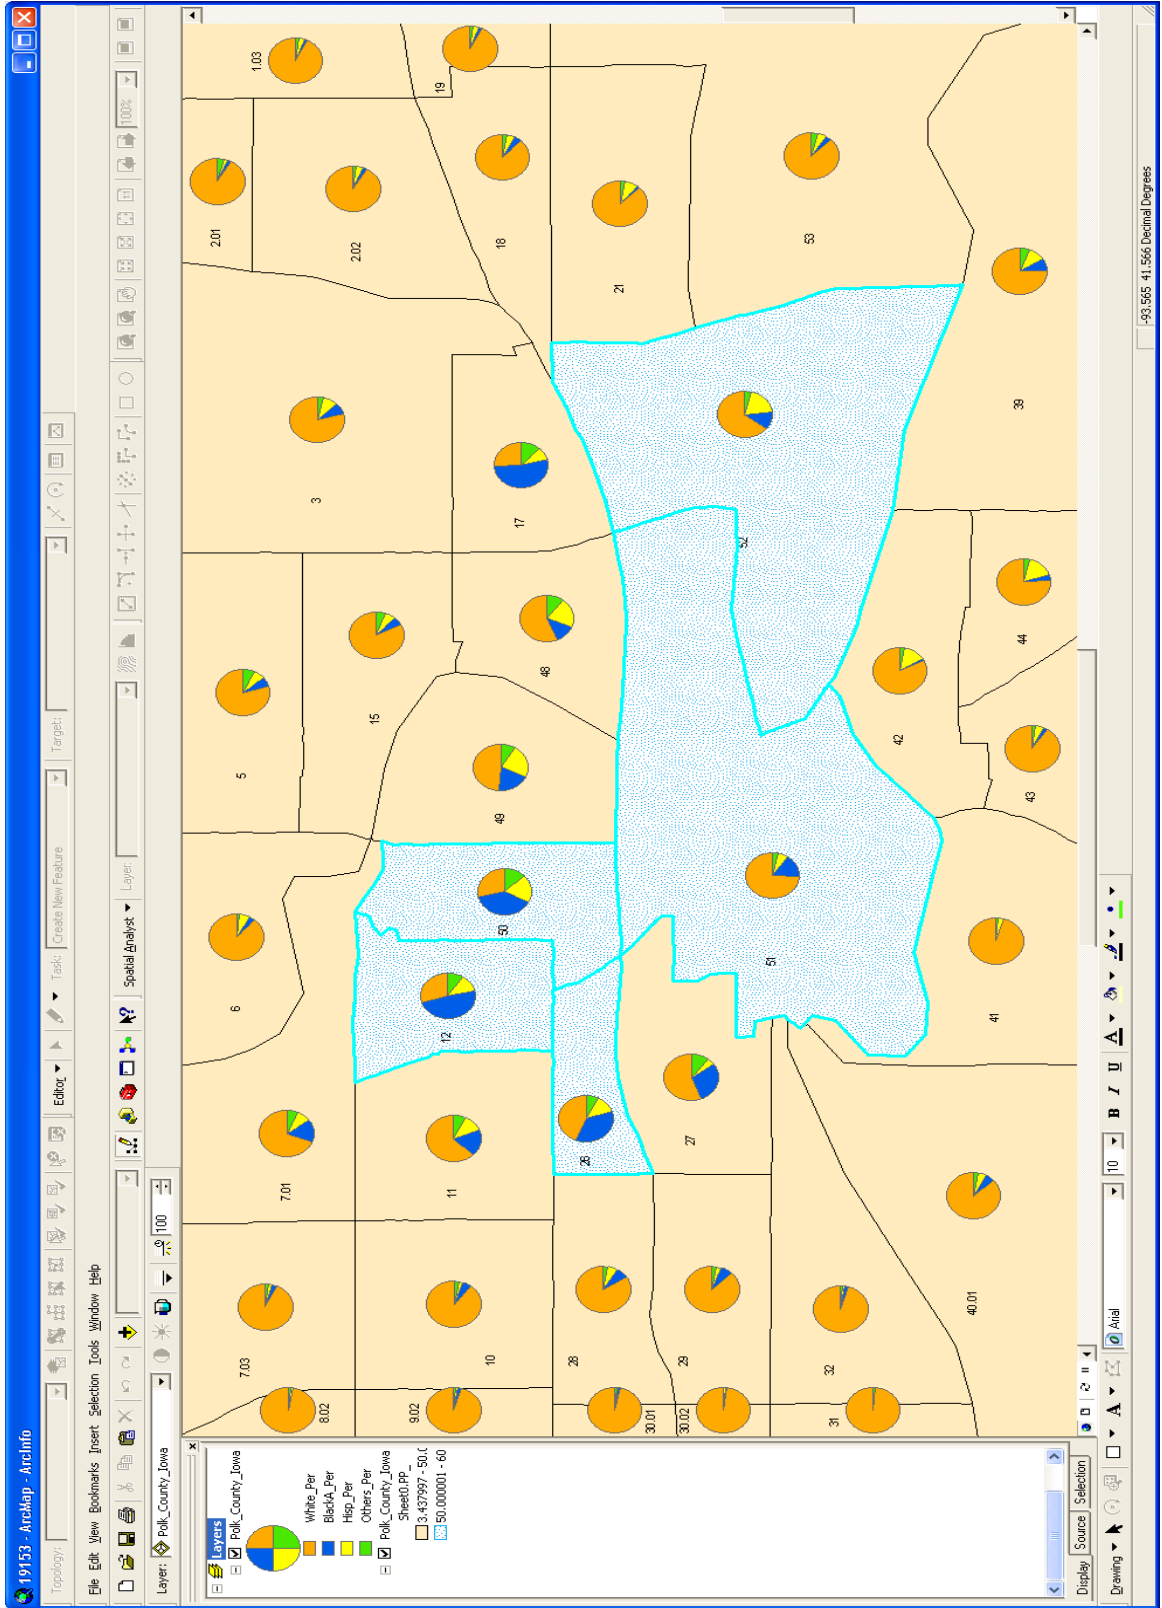 19153 - ArcMap - ArcInfo
Topology:
Task: Create New Feature
Target:
File Edit View Bookmarks Insert Selection Tools Window Help
Editor
Spatial Analyst
Layer:
100%
Layer: Polk_County_Iowa
100
Layers
Polk_County_Iowa
White_Per
BlackA_Per
Hisp_Per
Others_Per
Polk_County_Iowa
Sheet0.PP_
3.437997 - 50.0
50.000001 - 60
Display Source Selection
8.02
7.03
7.01
6
5
3
2.01
1.03
2.02
15
9.02
10
11
12
50
49
48
17
18
19
30.01
28
26
21
30.02
29
27
52
53
31
32
51
42
40.01
41
43
44
39
Drawing
Arial
10
B I U
A
-93.565 41.566 Decimal Degrees